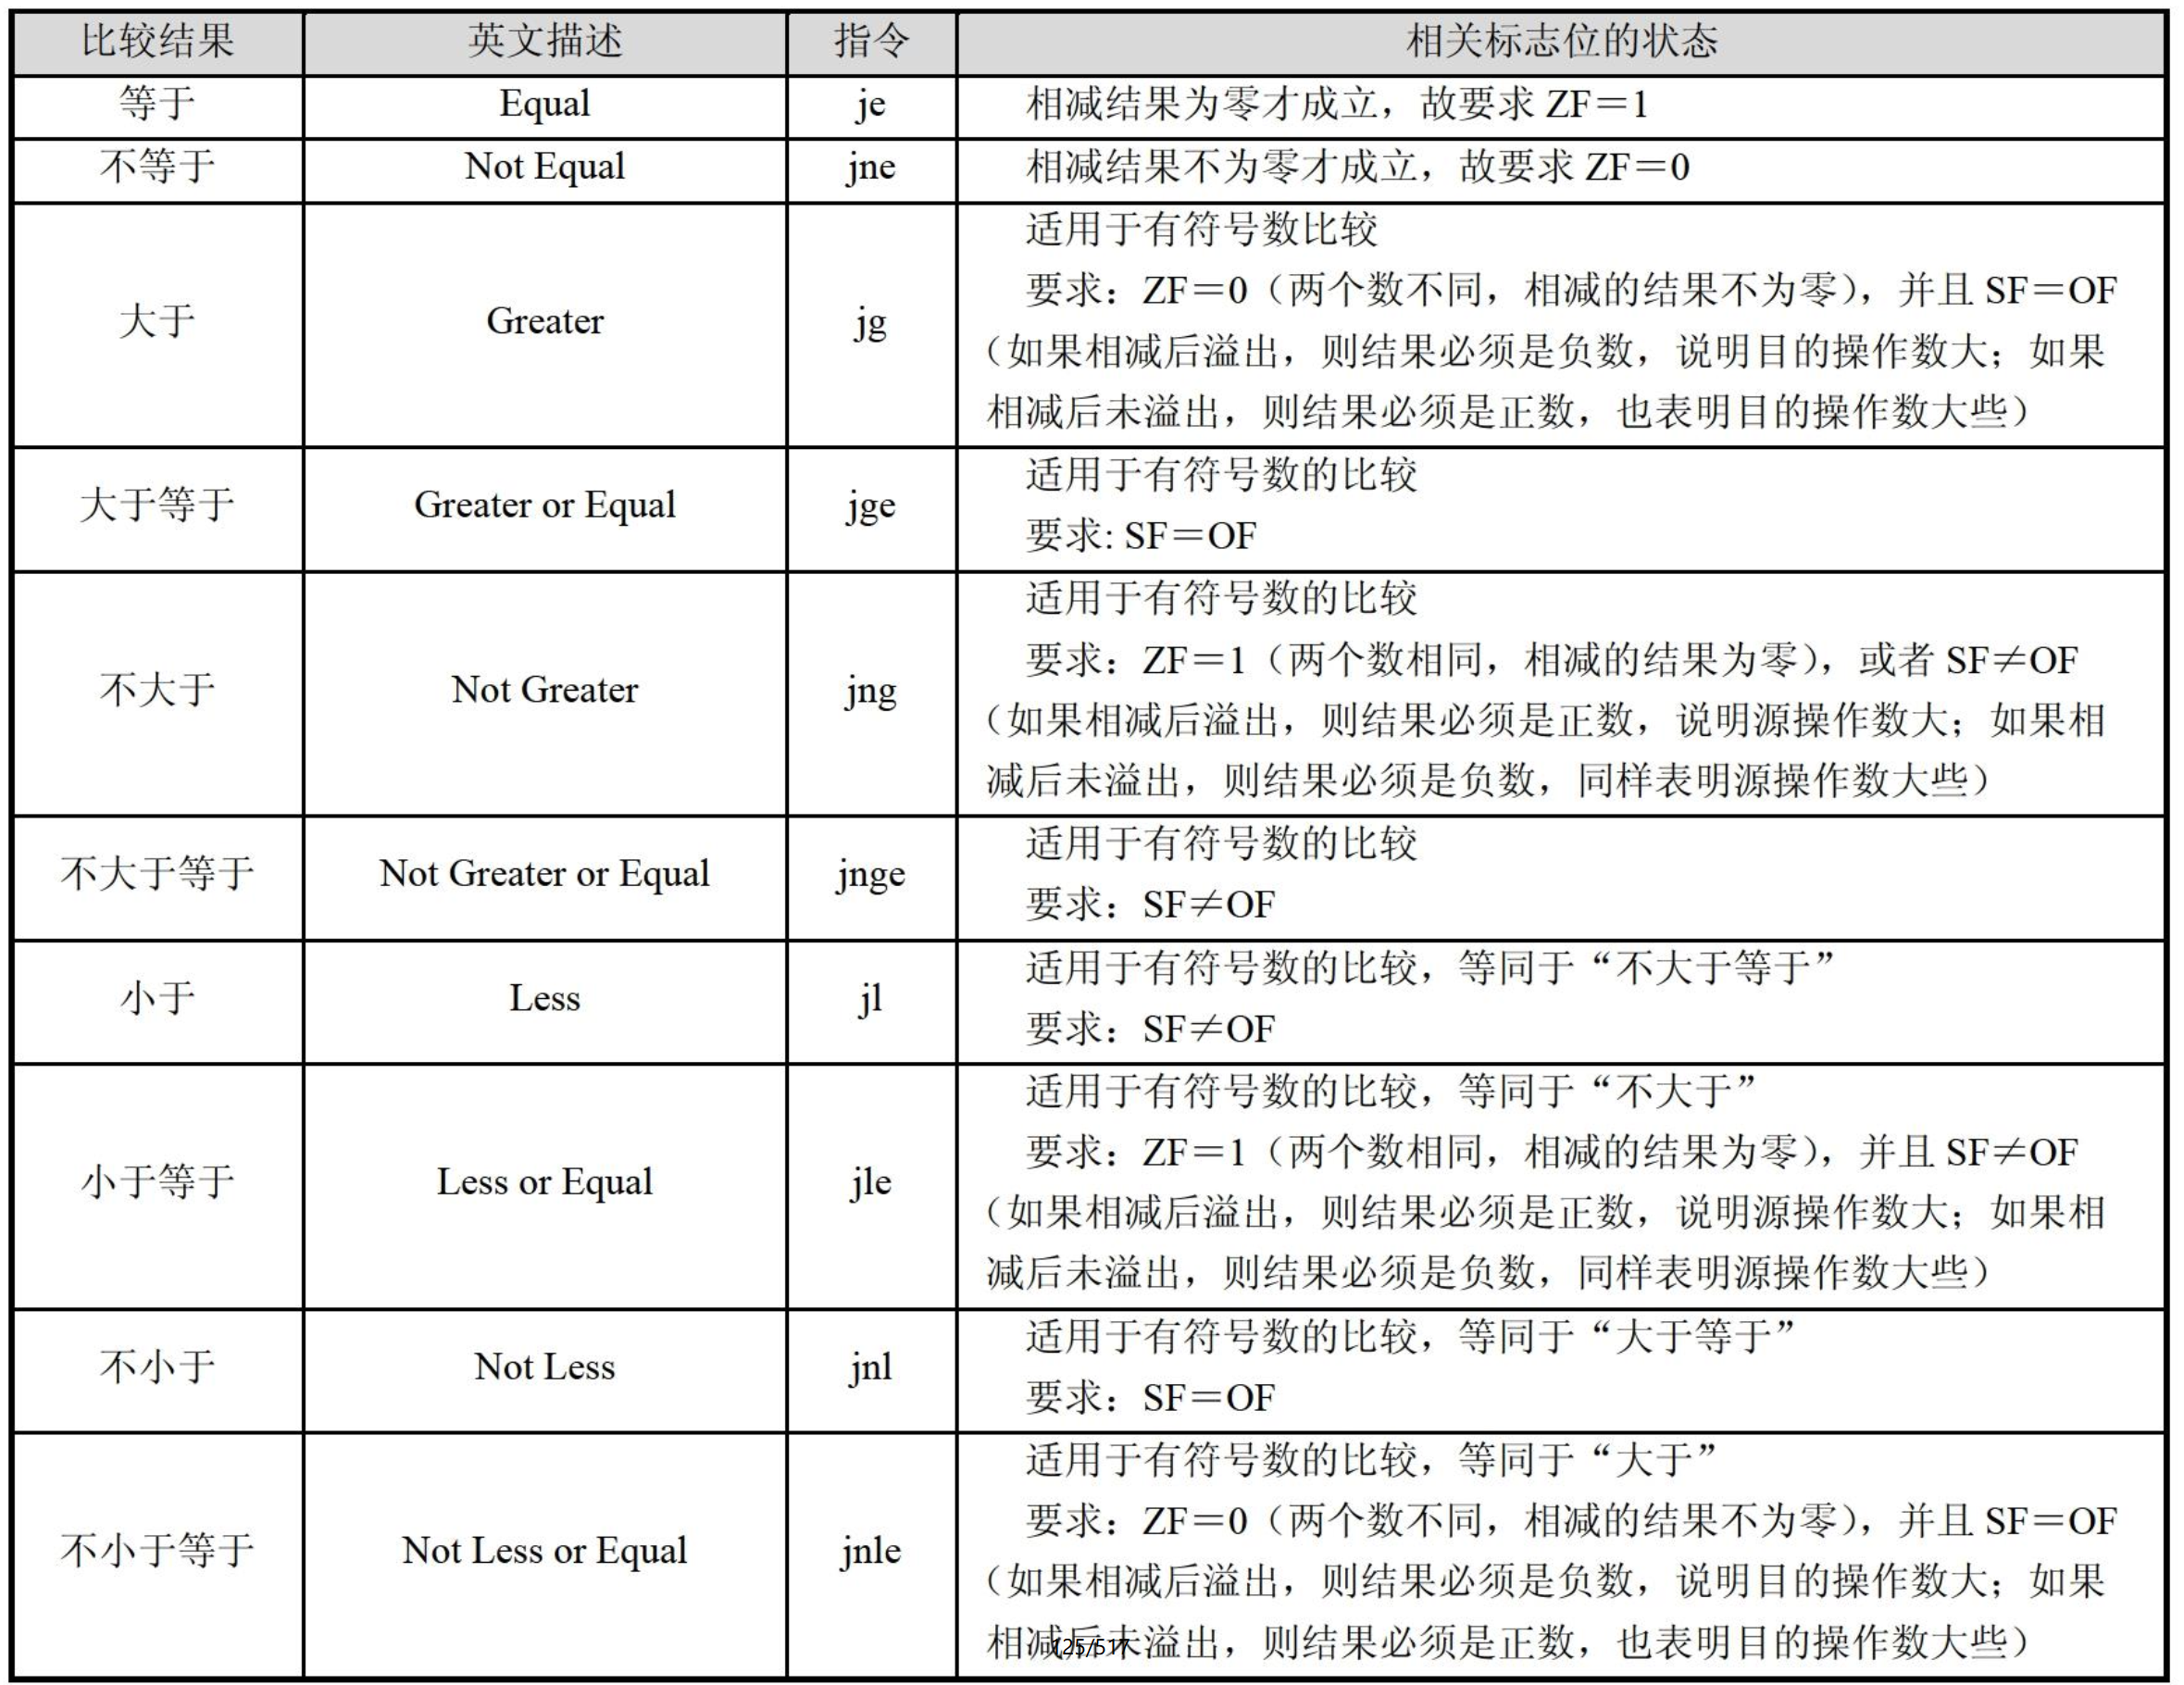 比较结果 英文描述 指令 相关标志位的状态
等于 Equal je 相减结果为零才成立，故要求 ZF＝1
不等于 Not Equal jne 相减结果不为零才成立，故要求 ZF＝0
大于 Greater jg 适用于有符号数比较
要求：ZF＝0（两个数不同，相减的结果不为零），并且 SF＝OF
（如果相减后溢出，则结果必须是负数，说明目的操作数大；如果
相减后未溢出，则结果必须是正数，也表明目的操作数大些）
大于等于 Greater or Equal jge 适用于有符号数的比较
要求: SF＝OF
不大于 Not Greater jng 适用于有符号数的比较
要求：ZF＝1（两个数相同，相减的结果为零），或者 SF≠OF
（如果相减后溢出，则结果必须是正数，说明源操作数大；如果相
减后未溢出，则结果必须是负数，同样表明源操作数大些）
不大于等于 Not Greater or Equal jnge 适用于有符号数的比较
要求：SF≠OF
小于 Less jl 适用于有符号数的比较，等同于“不大于等于”
要求：SF≠OF
小于等于 Less or Equal jle 适用于有符号数的比较，等同于“不大于”
要求：ZF＝1（两个数相同，相减的结果为零），并且 SF≠OF
（如果相减后溢出，则结果必须是正数，说明源操作数大；如果相
减后未溢出，则结果必须是负数，同样表明源操作数大些）
不小于 Not Less jnl 适用于有符号数的比较，等同于“大于等于”
要求：SF＝OF
不小于等于 Not Less or Equal jnle 适用于有符号数的比较，等同于“大于”
要求：ZF＝0（两个数不同，相减的结果不为零），并且 SF＝OF
（如果相减后溢出，则结果必须是负数，说明目的操作数大；如果
相减后未溢出，则结果必须是正数，也表明目的操作数大些）
125/517